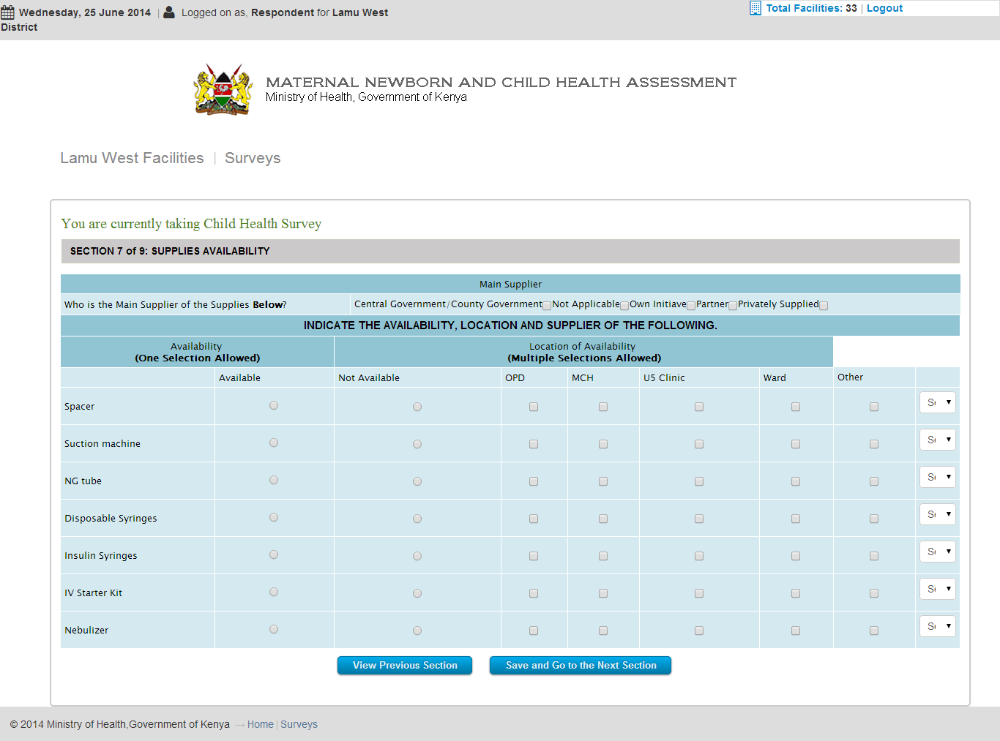 Wednesday, 25 June 2014 | Logged on as, Respondent for Lamu West District
Total Facilities: 33 | Logout
MATERNAL NEWBORN AND CHILD HEALTH ASSESSMENT
Ministry of Health, Government of Kenya
Lamu West Facilities | Surveys
You are currently taking Child Health Survey
SECTION 7 of 9: SUPPLIES AVAILABILITY
Main Supplier
Who is the Main Supplier of the Supplies Below? Central Government/County Government Not Applicable Own Initiave Partner Privately Supplied
INDICATE THE AVAILABILITY, LOCATION AND SUPPLIER OF THE FOLLOWING.
Availability
(One Selection Allowed)
Location of Availability
(Multiple Selections Allowed)
Available Not Available OPD MCH U5 Clinic Ward Other
Spacer
Suction machine
NG tube
Disposable Syringes
Insulin Syringes
IV Starter Kit
Nebulizer
View Previous Section Save and Go to the Next Section
© 2014 Ministry of Health,Government of Kenya → Home | Surveys